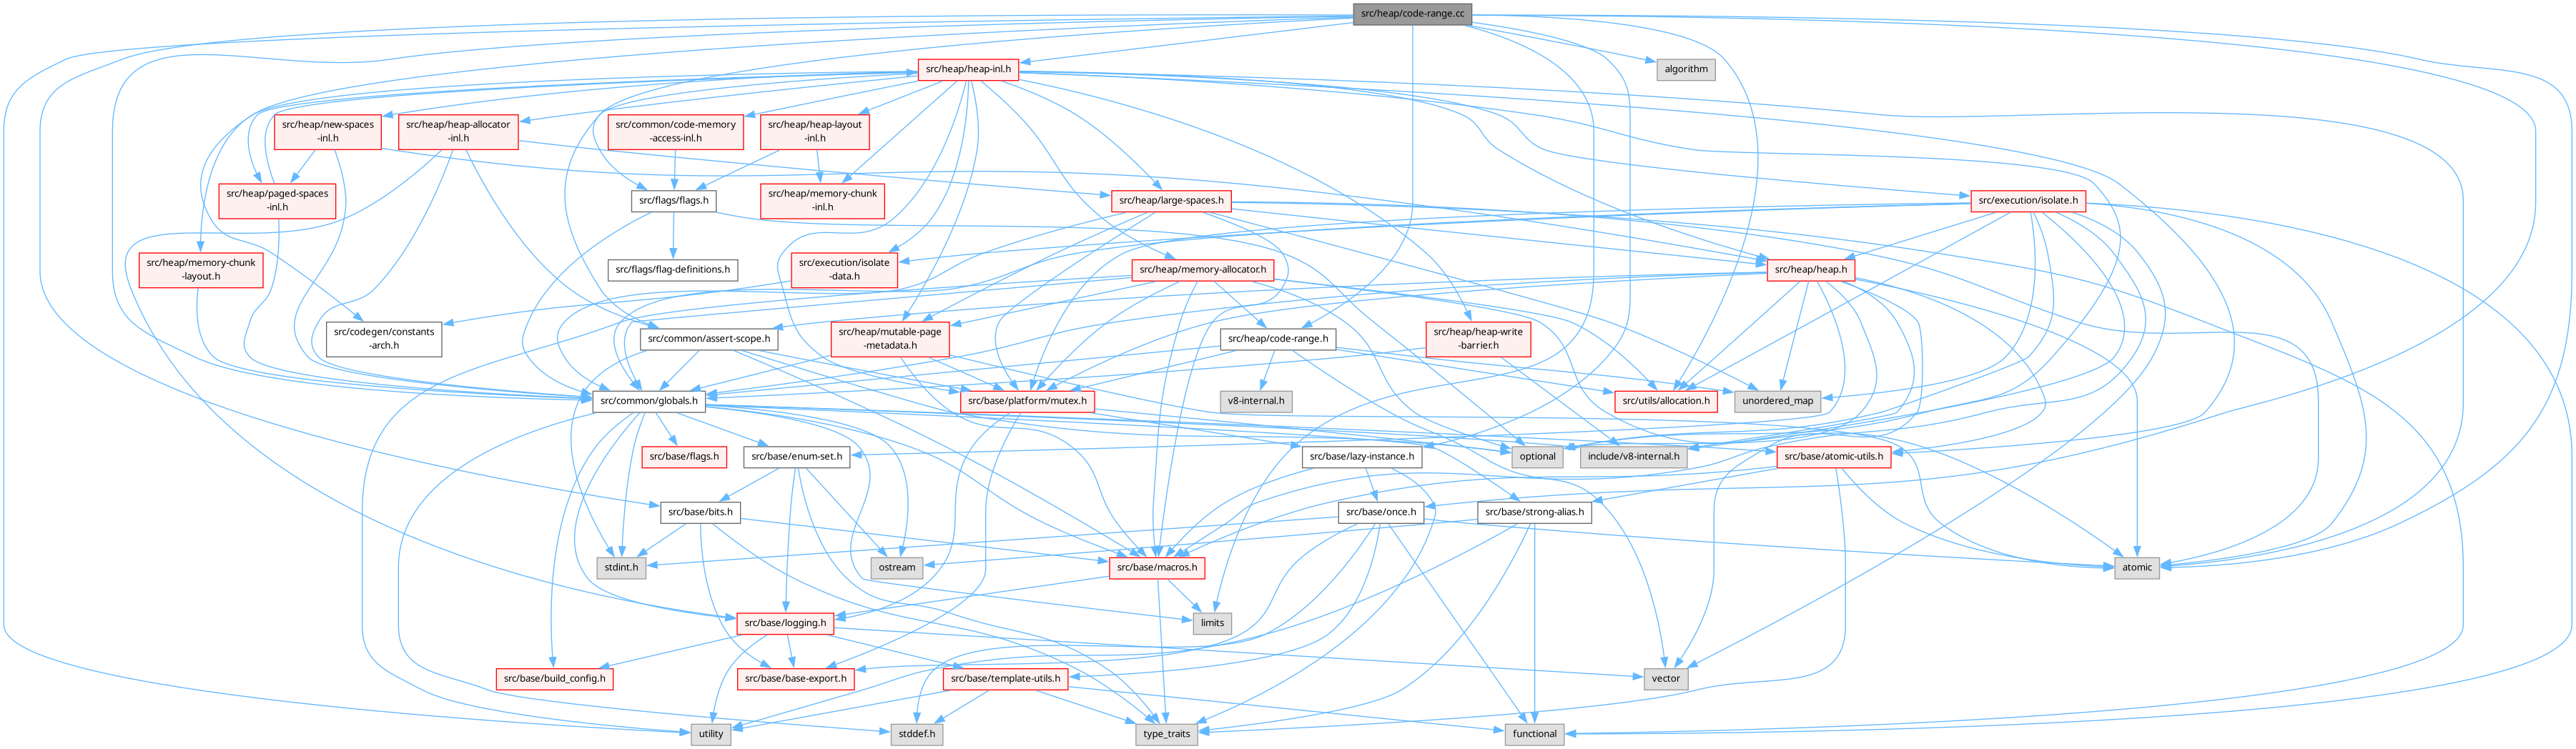 src/heap/code-range.cc
src/heap/heap-inl.h
algorithm
src/heap/new-spaces
-inl.h
src/heap/heap-allocator
-inl.h
src/common/code-memory
-access-inl.h
src/heap/heap-layout
-inl.h
src/heap/paged-spaces
-inl.h
src/flags/flags.h
src/heap/memory-chunk
-inl.h
src/heap/large-spaces.h
src/execution/isolate.h
src/heap/memory-chunk
-layout.h
src/flags/flag-definitions.h
src/execution/isolate
-data.h
src/heap/memory-allocator.h
src/heap/heap.h
src/codegen/constants
-arch.h
src/common/assert-scope.h
src/heap/mutable-page
-metadata.h
src/heap/code-range.h
src/heap/heap-write
-barrier.h
src/common/globals.h
src/base/platform/mutex.h
v8-internal.h
src/utils/allocation.h
unordered_map
src/base/flags.h
src/base/enum-set.h
src/base/lazy-instance.h
optional
include/v8-internal.h
src/base/atomic-utils.h
src/base/bits.h
src/base/once.h
src/base/strong-alias.h
stdint.h
ostream
src/base/macros.h
atomic
src/base/logging.h
limits
src/base/build_config.h
src/base/base-export.h
src/base/template-utils.h
vector
utility
stddef.h
type_traits
functional